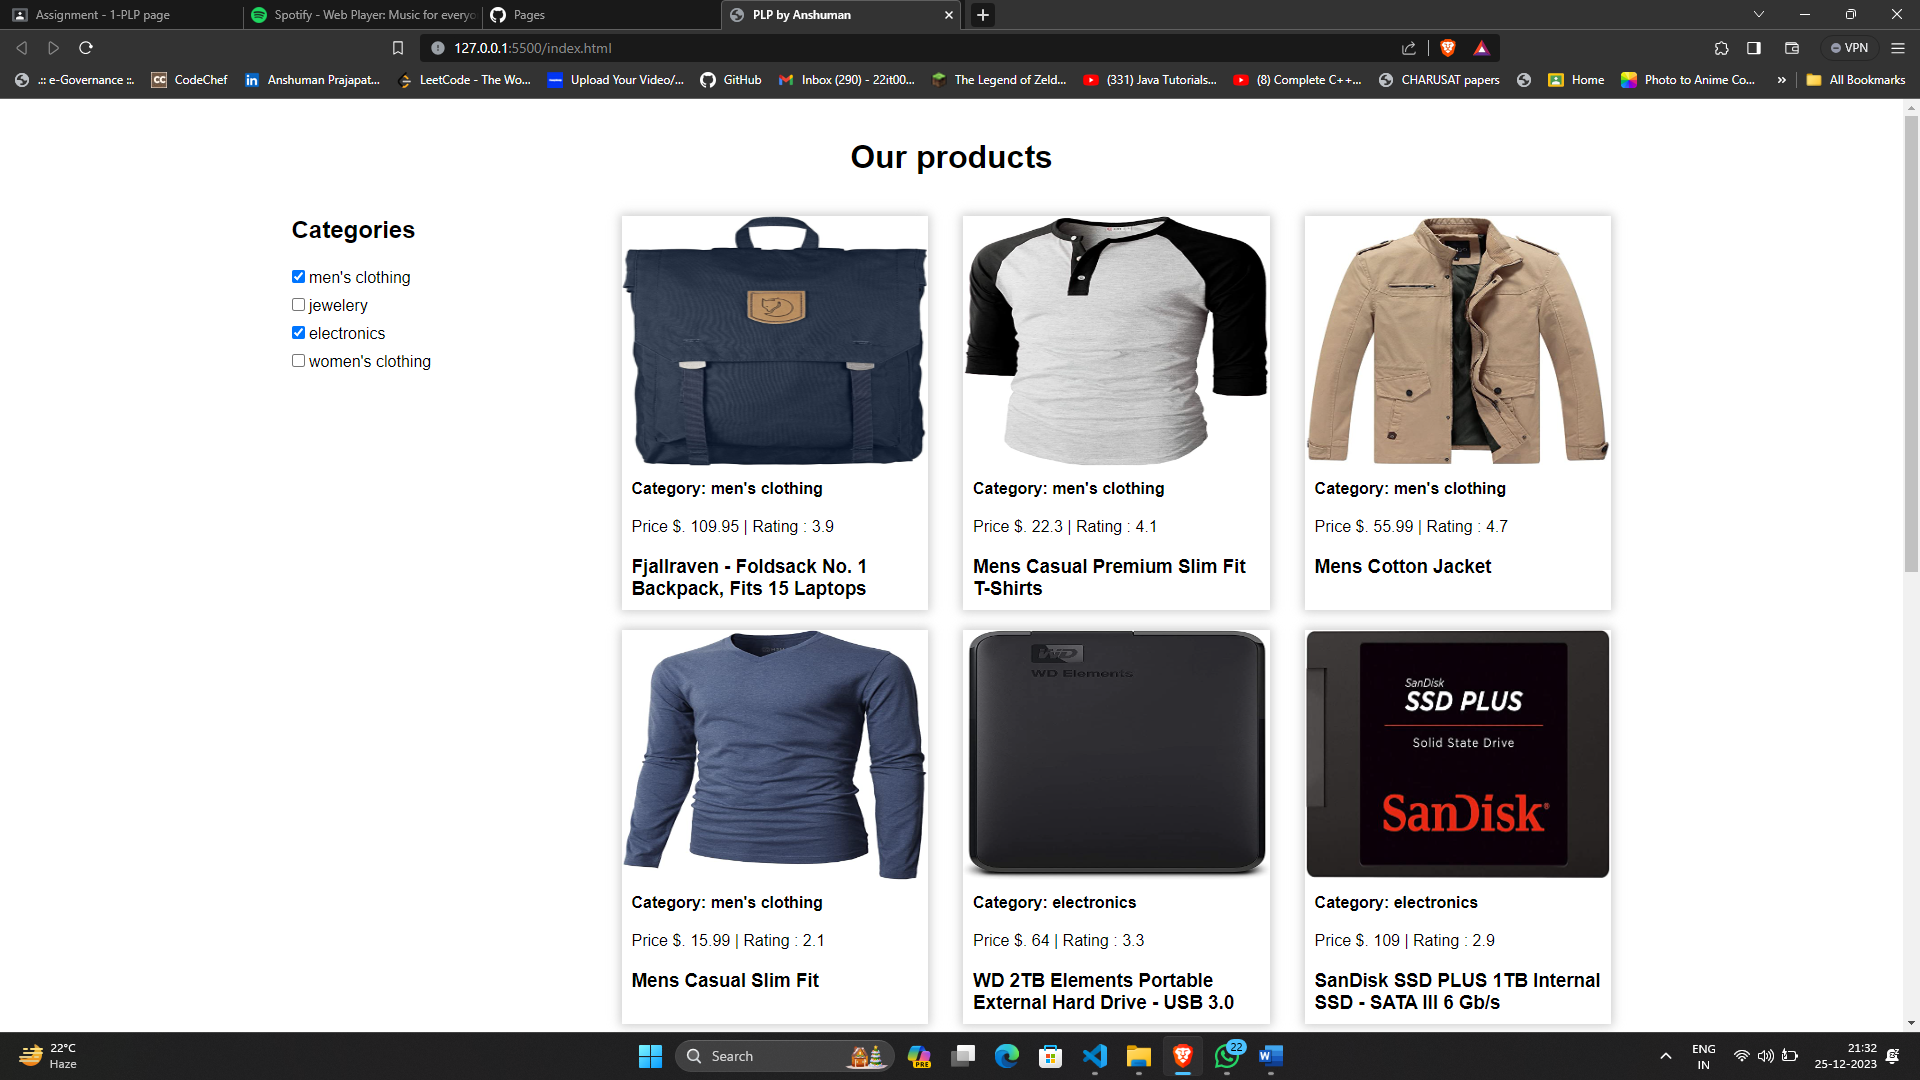 Assignment - 1-PLP page
Spotify - Web Player: Music for everyo
Pages
PLP by Anshuman
127.0.0.1:5500/index.html
VPN
.:: e-Governance ::.
CC
CodeChef
in
Anshuman Prajapat...
LeetCode - The Wo...
Upload Your Video/...
GitHub
Inbox (290) - 22it00...
The Legend of Zeld...
(331) Java Tutorials...
(8) Complete C++...
CHARUSAT papers
Home
Photo to Anime Co...
»
All Bookmarks
Our products
Categories
men's clothing
jewelery
electronics
women's clothing
Category: men's clothing
Price $. 109.95 | Rating : 3.9
Fjallraven - Foldsack No. 1
Backpack, Fits 15 Laptops
Category: men's clothing
Price $. 22.3 | Rating : 4.1
Mens Casual Premium Slim Fit
T-Shirts
Category: men's clothing
Price $. 55.99 | Rating : 4.7
Mens Cotton Jacket
Category: men's clothing
Price $. 15.99 | Rating : 2.1
Mens Casual Slim Fit
WD
WD Elements
Category: electronics
Price $. 64 | Rating : 3.3
WD 2TB Elements Portable
External Hard Drive - USB 3.0
SanDisk
SSD PLUS
Solid State Drive
SanDisk®
Category: electronics
Price $. 109 | Rating : 2.9
SanDisk SSD PLUS 1TB Internal
SSD - SATA III 6 Gb/s
22°C
Haze
Search
PRE
22
W
ENG
IN
21:32
25-12-2023